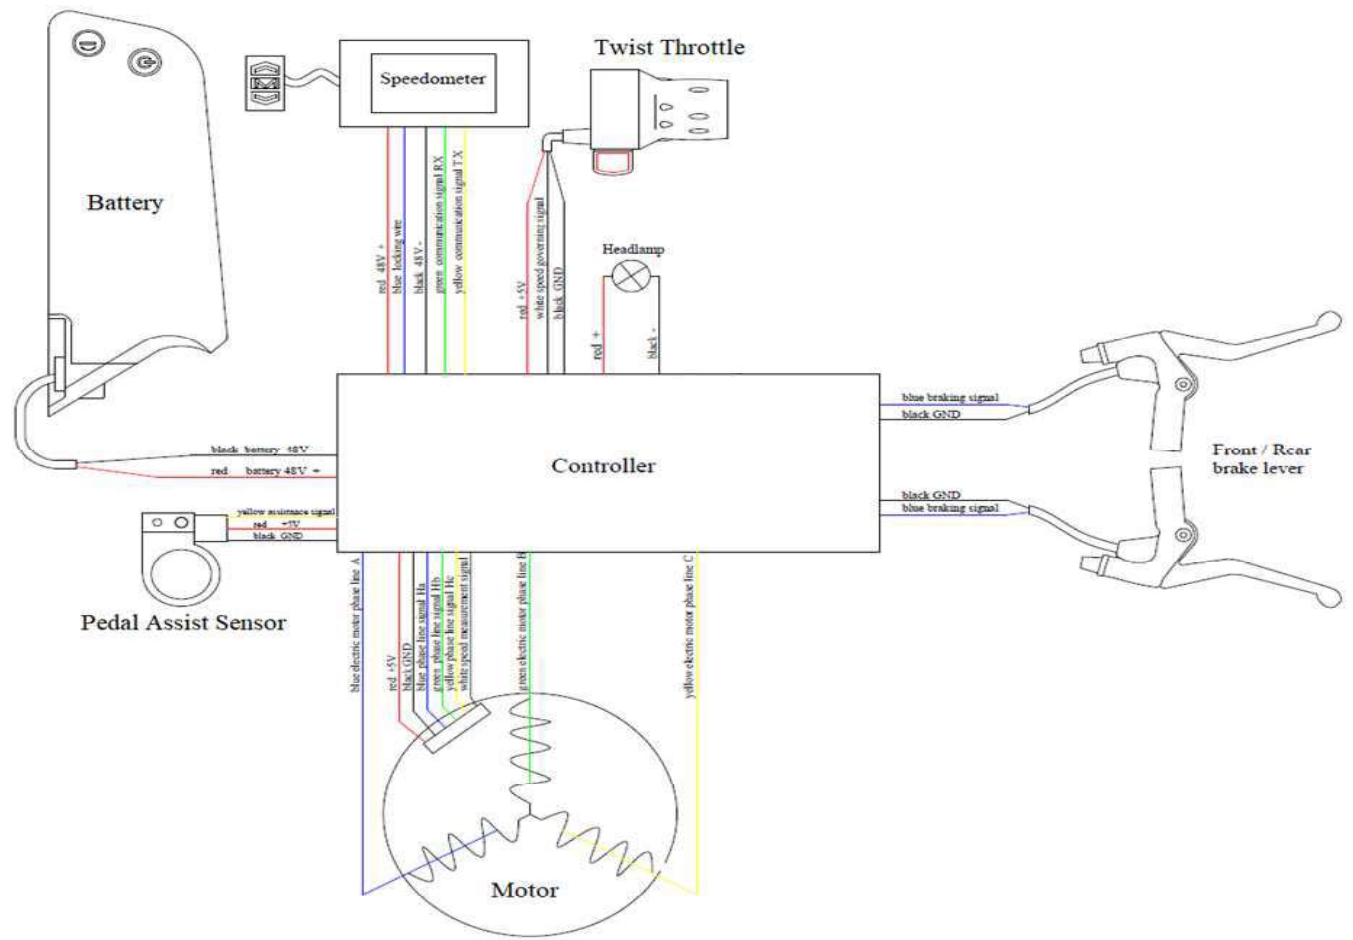 Twist Throttle
Speedometer
Battery
red 48V +
blue locking wire
black 48V -
green communication signal RX
yellow communication signal TX
red +5V
white speed governing signal
black GND
Headlamp
red +
black -
blue braking signal
black GND
Front / Rear
brake lever
black GND
blue braking signal
Controller
black battery 48V
red battery 48V +
yellow assistance signal
red +5V
black GND
Pedal Assist Sensor
blue electric motor phase line A
red +5V
black GND
blue phase line signal Ha
green phase line signal Hb
yellow phase line signal Hc
white speed measurement signal
green electric motor phase line B
yellow electric motor phase line C
Motor